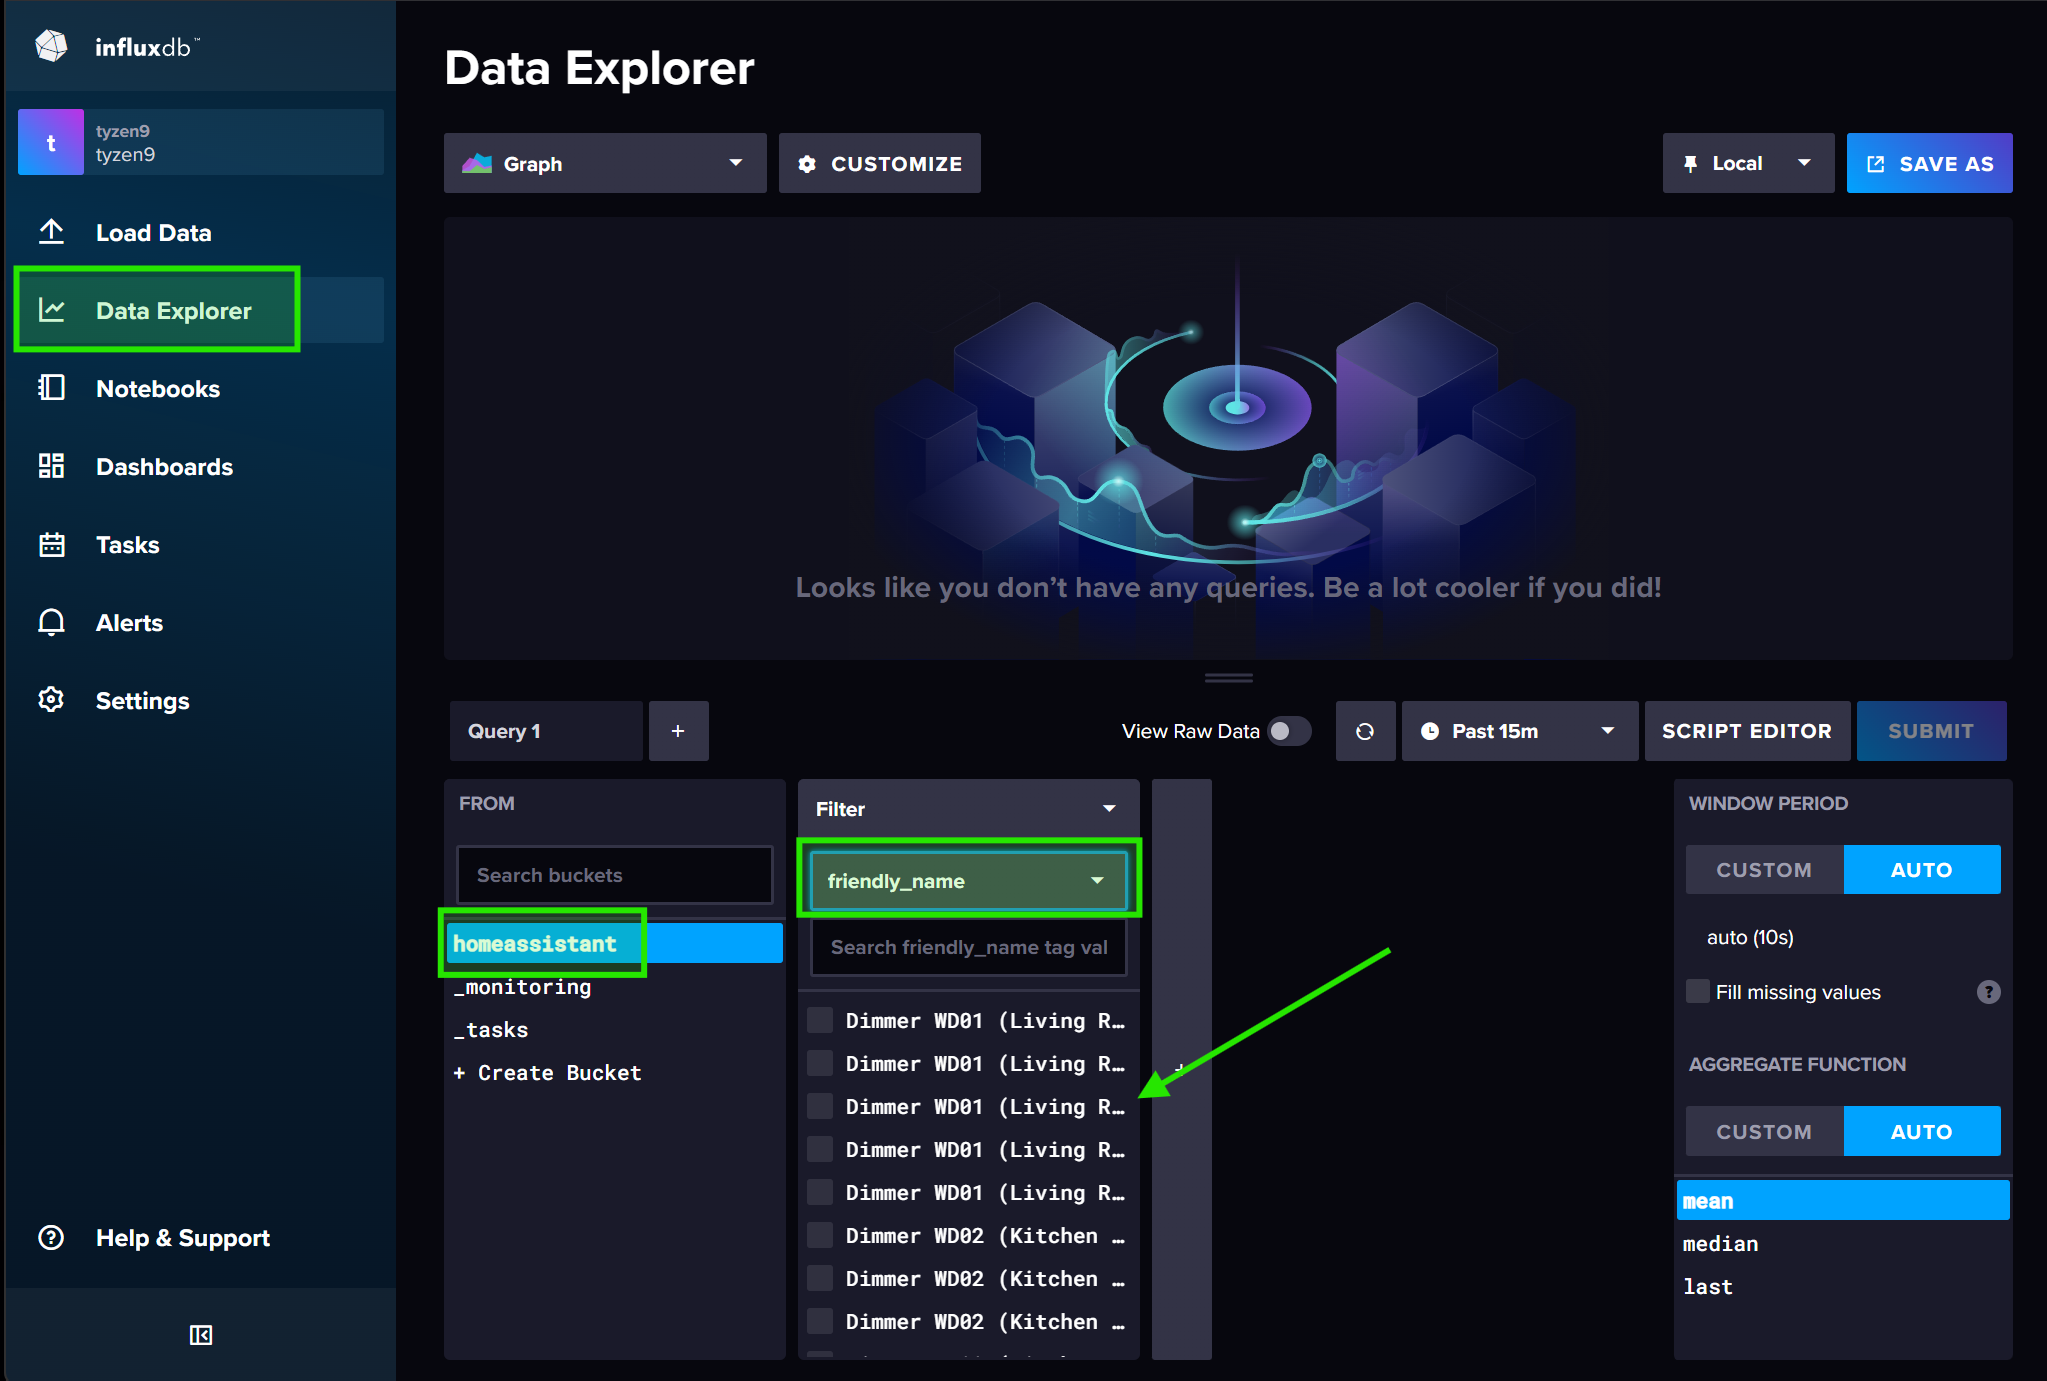 influxdb™
t
tyzen9
tyzen9
Load Data
Data Explorer
Notebooks
Dashboards
Tasks
Alerts
Settings
Help & Support
Data Explorer
Graph
CUSTOMIZE
Local
SAVE AS
Looks like you don’t have any queries. Be a lot cooler if you did!
Query 1
+
View Raw Data
Past 15m
SCRIPT EDITOR
SUBMIT
FROM
Search buckets
homeassistant
_monitoring
_tasks
+ Create Bucket
Filter
friendly_name
Search friendly_name tag val
Dimmer WD01 (Living R…
Dimmer WD01 (Living R…
Dimmer WD01 (Living R…
Dimmer WD01 (Living R…
Dimmer WD01 (Living R…
Dimmer WD02 (Kitchen …
Dimmer WD02 (Kitchen …
Dimmer WD02 (Kitchen …
+
WINDOW PERIOD
CUSTOM
AUTO
auto (10s)
Fill missing values
?
AGGREGATE FUNCTION
CUSTOM
AUTO
mean
median
last